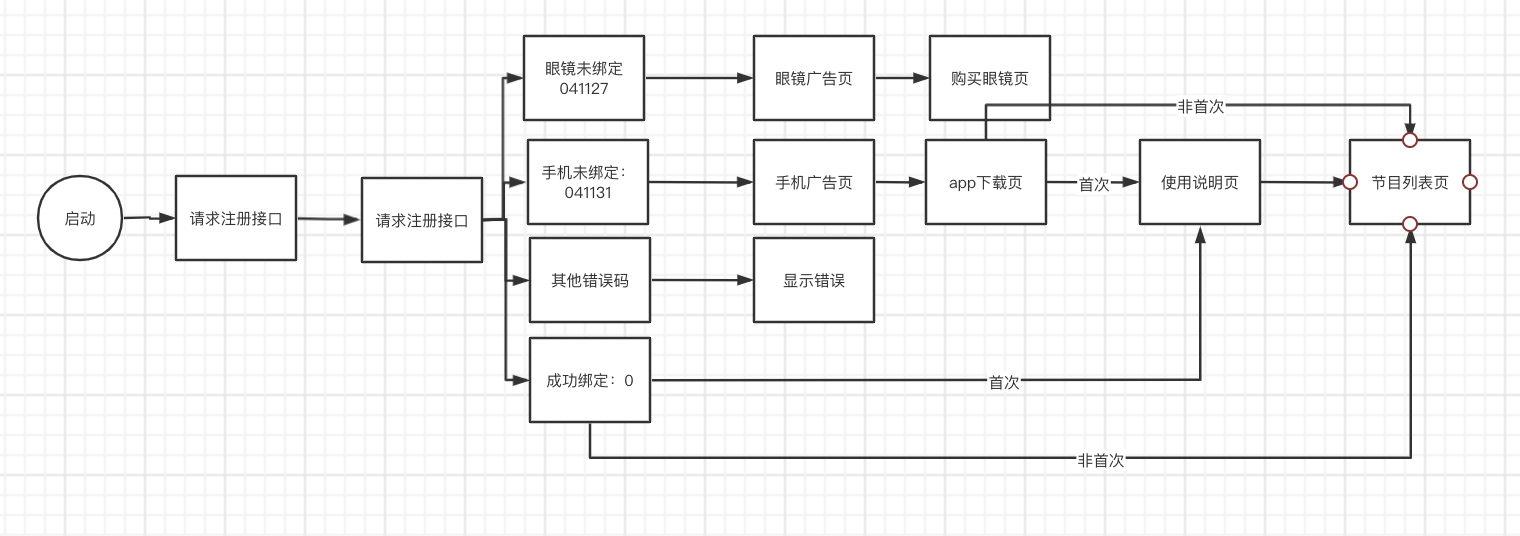 启动
请求注册接口
请求注册接口
眼镜未绑定
041127
眼镜广告页
购买眼镜页
非首次
手机未绑定：
041131
手机广告页
app下载页
首次
使用说明页
节目列表页
其他错误码
显示错误
成功绑定：0
首次
非首次